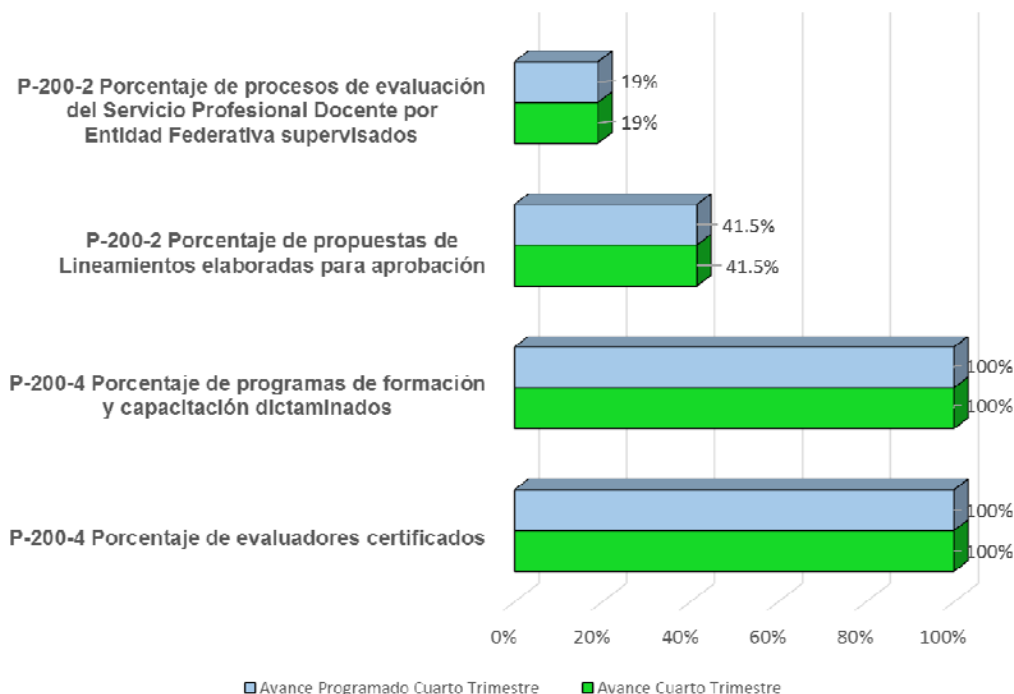 P-200-2 Porcentaje de procesos de evaluación
del Servicio Profesional Docente por
Entidad Federativa supervisados
19%
19%
P-200-2 Porcentaje de propuestas de
Lineamientos elaboradas para aprobación
41.5%
41.5%
P-200-4 Porcentaje de programas de formación
y capacitación dictaminados
100%
100%
P-200-4 Porcentaje de evaluadores certificados
100%
100%
0% 20% 40% 60% 80% 100%
Avance Programado Cuarto Trimestre Avance Cuarto Trimestre